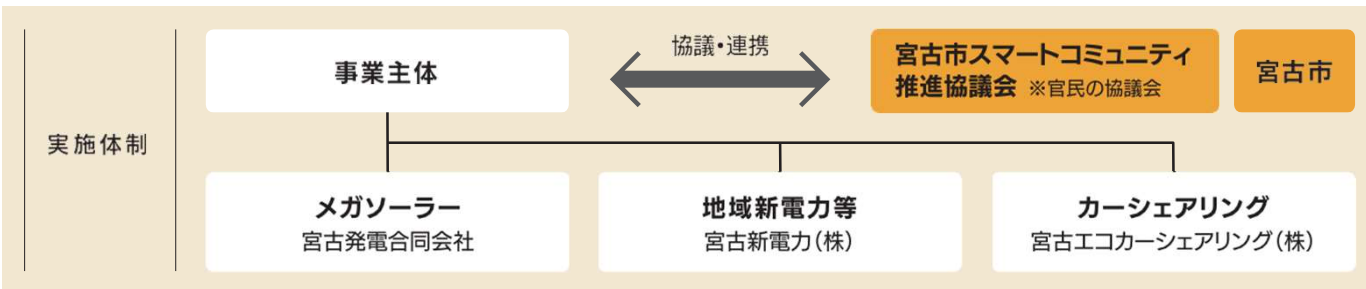 実施体制
事業主体
協議・連携
宮古市スマートコミュニティ
推進協議会 ※官民の協議会
宮古市
メガソーラー
宮古発電合同会社
地域新電力等
宮古新電力(株)
カーシェアリング
宮古エコカーシェアリング(株)